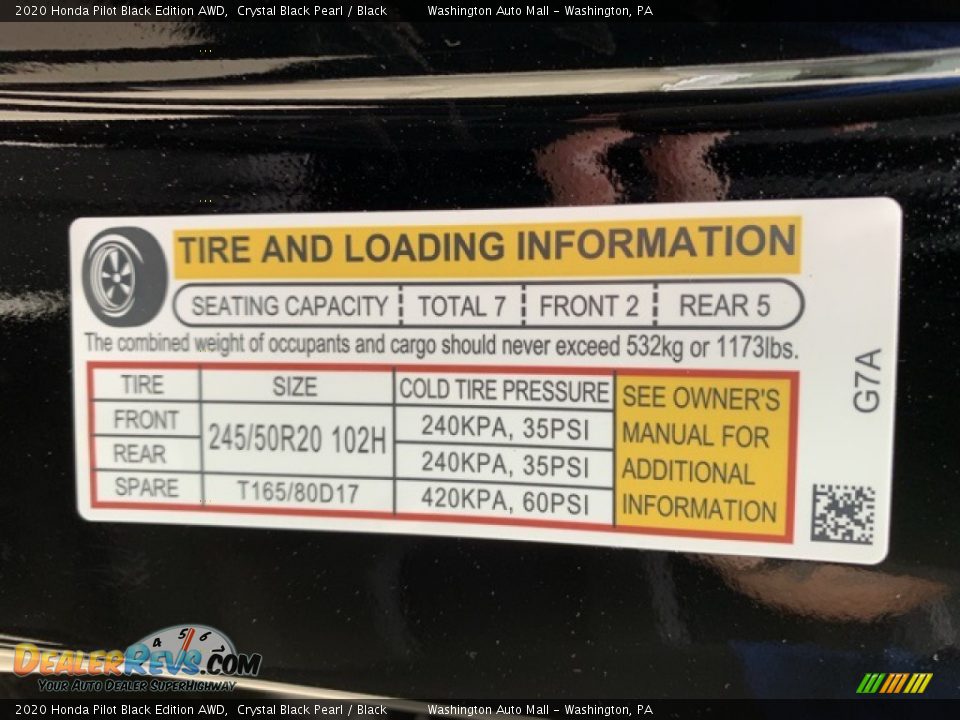 2020 Honda Pilot Black Edition AWD, Crystal Black Pearl / Black Washington Auto Mall - Washington, PA
TIRE AND LOADING INFORMATION
SEATING CAPACITY TOTAL 7 FRONT 2 REAR 5
The combined weight of occupants and cargo should never exceed 532kg or 1173lbs.
TIRE SIZE COLD TIRE PRESSURE
FRONT 245/50R20 102H 240KPA, 35PSI
REAR 240KPA, 35PSI
SPARE T165/80D17 420KPA, 60PSI
SEE OWNER'S
MANUAL FOR
ADDITIONAL
INFORMATION
G7A
4 5 6
DEALERREVS.COM
YOUR AUTO DEALER SUPERHIGHWAY
2020 Honda Pilot Black Edition AWD, Crystal Black Pearl / Black Washington Auto Mall - Washington, PA